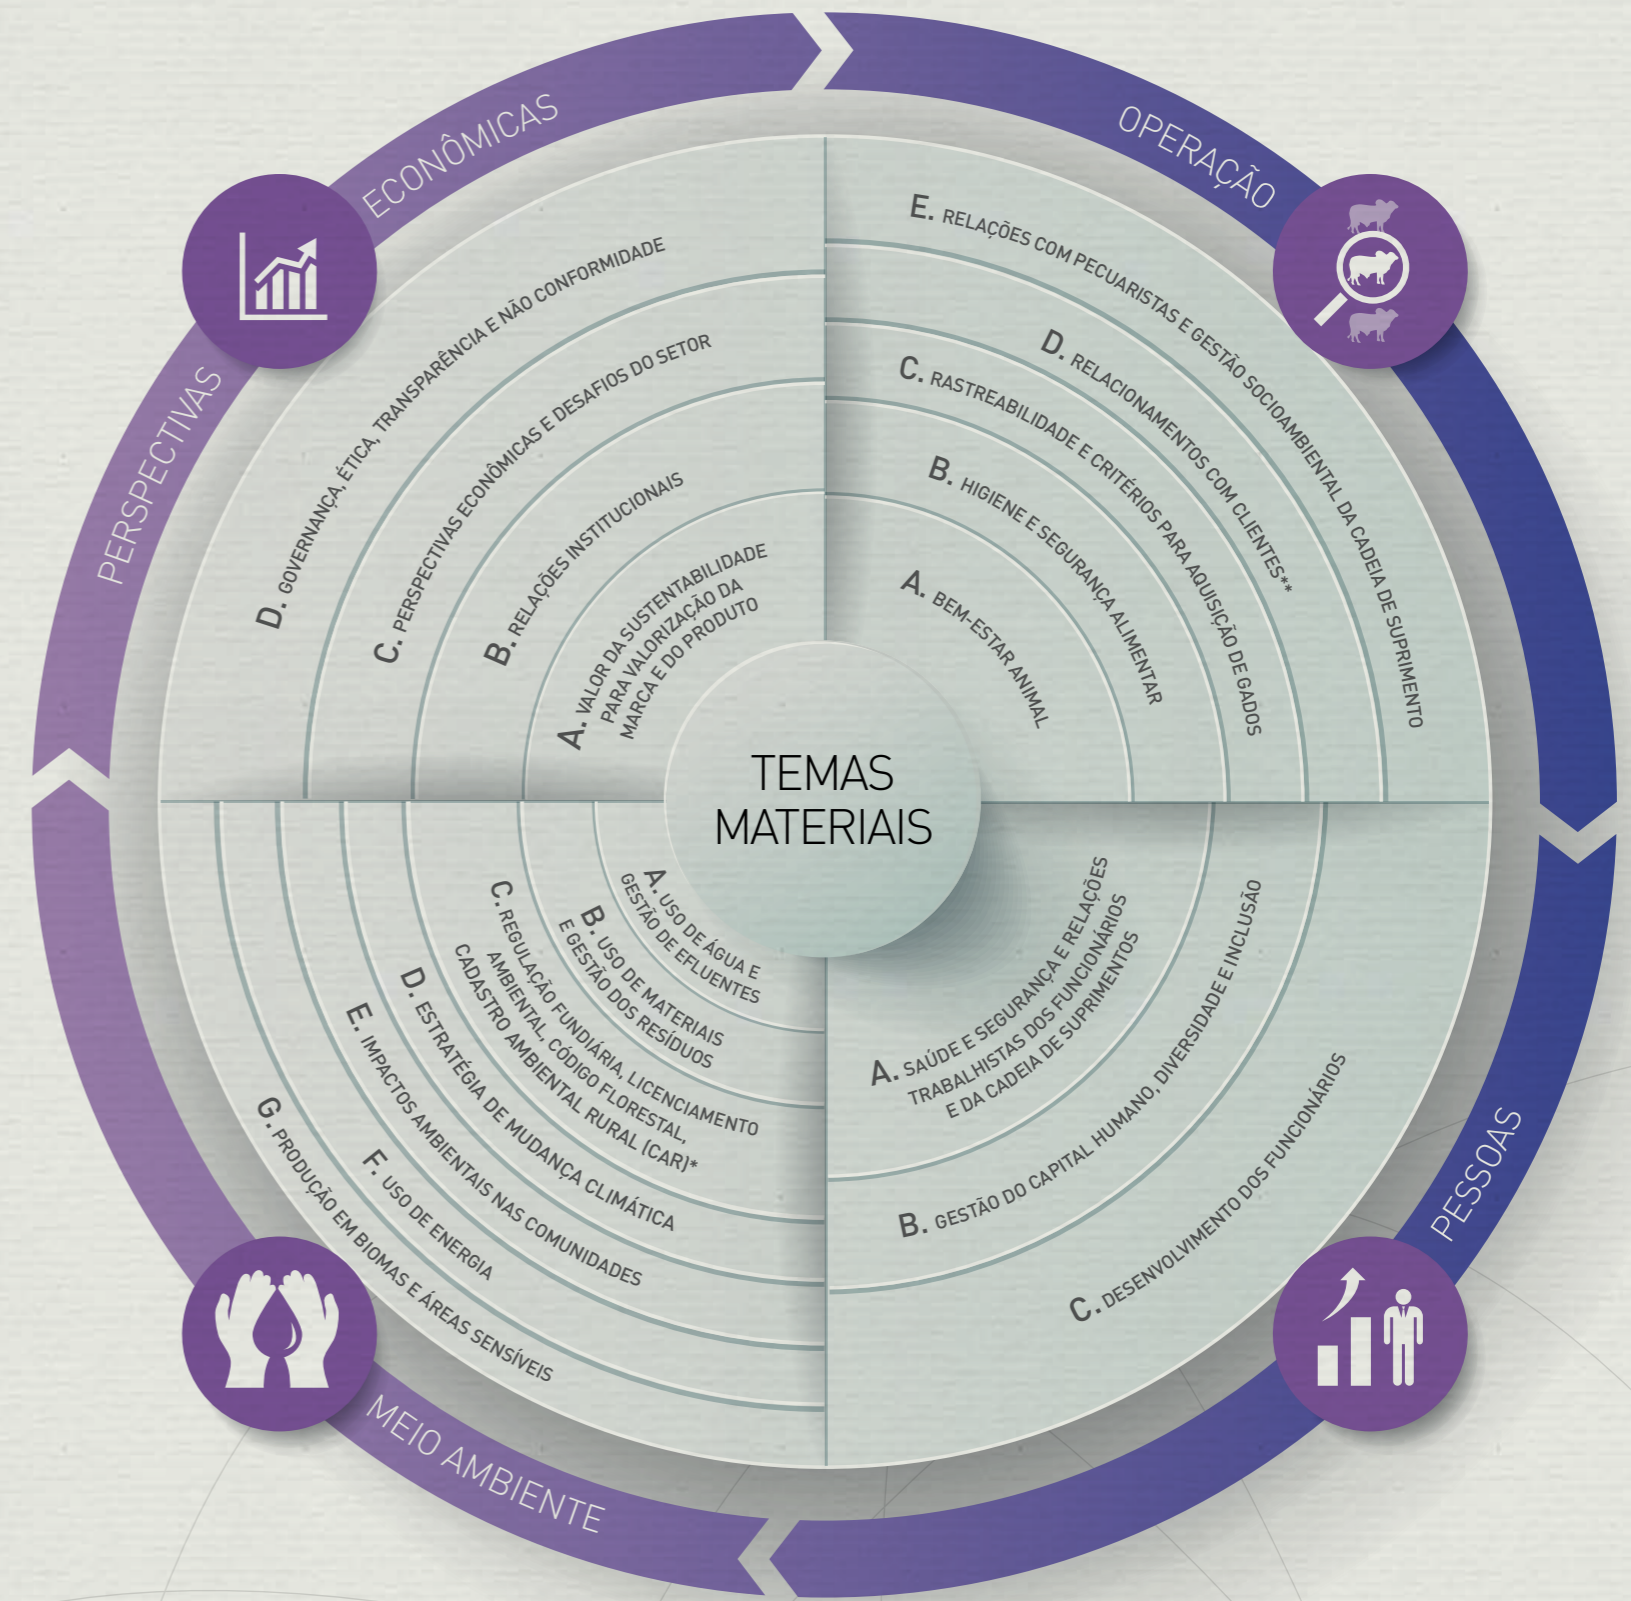 TEMAS
MATERIAIS
PERSPECTIVAS
ECONÔMICAS
D. GOVERNANÇA, ÉTICA, TRANSPARÊNCIA E NÃO CONFORMIDADE
C. PERSPECTIVAS ECONÔMICAS E DESAFIOS DO SETOR
B. RELAÇÕES INSTITUCIONAIS
A. VALOR DA SUSTENTABILIDADE
PARA VALORIZAÇÃO DA
MARCA E DO PRODUTO
OPERAÇÃO
E. RELAÇÕES COM PECUARISTAS E GESTÃO SOCIOAMBIENTAL DA CADEIA DE SUPRIMENTO
D. RELACIONAMENTOS COM CLIENTES**
C. RASTREABILIDADE E CRITÉRIOS PARA AQUISIÇÃO DE GADOS
B. HIGIENE E SEGURANÇA ALIMENTAR
A. BEM-ESTAR ANIMAL
PESSOAS
A. SAÚDE E SEGURANÇA E RELAÇÕES
TRABALHISTAS DOS FUNCIONÁRIOS
E DA CADEIA DE SUPRIMENTOS
B. GESTÃO DO CAPITAL HUMANO, DIVERSIDADE E INCLUSÃO
C. DESENVOLVIMENTO DOS FUNCIONÁRIOS
MEIO AMBIENTE
A. USO DE ÁGUA E
GESTÃO DE EFLUENTES
B. USO DE MATERIAIS
E GESTÃO DOS RESÍDUOS
C. REGULAÇÃO FUNDIÁRIA, LICENCIAMENTO
AMBIENTAL, CÓDIGO FLORESTAL,
CADASTRO AMBIENTAL RURAL (CAR)*
D. ESTRATÉGIA DE MUDANÇA CLIMÁTICA
E. IMPACTOS AMBIENTAIS NAS COMUNIDADES
F. USO DE ENERGIA
G. PRODUÇÃO EM BIOMAS E ÁREAS SENSÍVEIS